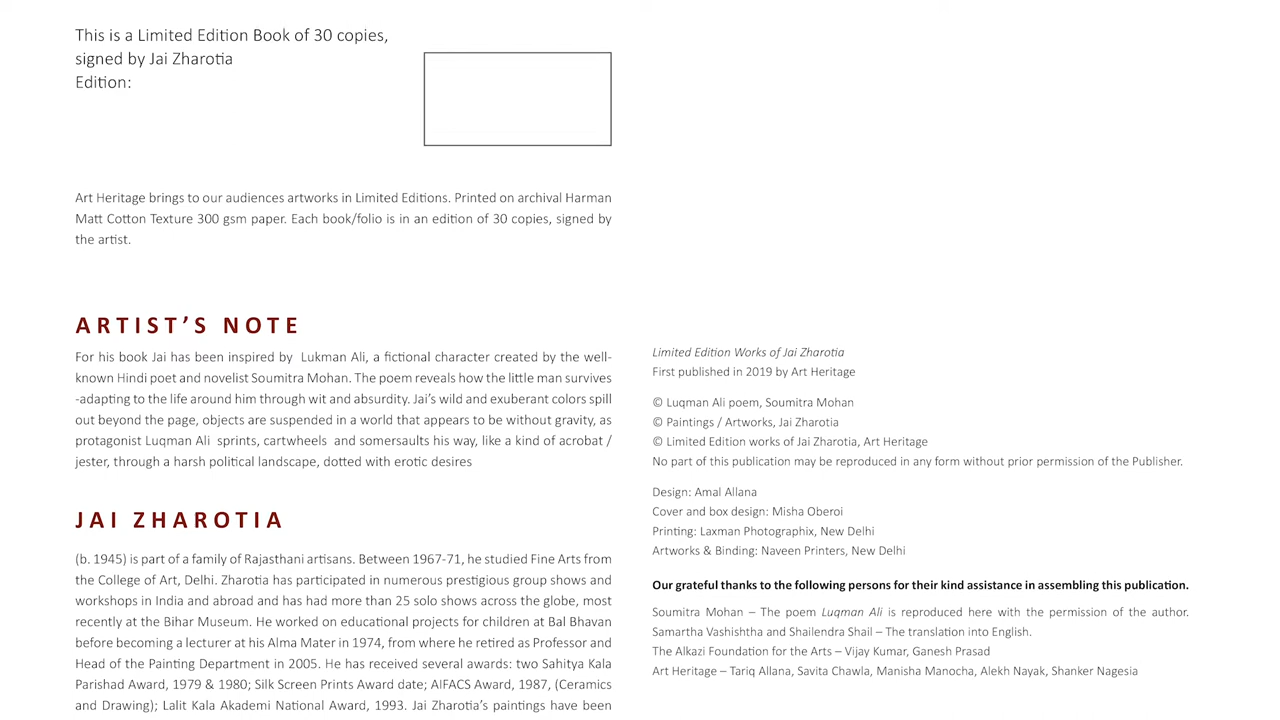 This is a Limited Edition Book of 30 copies,
signed by Jai Zharotia
Edition:
Art Heritage brings to our audiences artworks in Limited Editions. Printed on archival Harman
Matt Cotton Texture 300 gsm paper. Each book/folio is in an edition of 30 copies, signed by
the artist.
ARTIST’S NOTE
For his book Jai has been inspired by Lukman Ali, a fictional character created by the well-
known Hindi poet and novelist Soumitra Mohan. The poem reveals how the little man survives
-adapting to the life around him through wit and absurdity. Jai’s wild and exuberant colors spill
out beyond the page, objects are suspended in a world that appears to be without gravity, as
protagonist Luqman Ali sprints, cartwheels and somersaults his way, like a kind of acrobat /
jester, through a harsh political landscape, dotted with erotic desires
JAI ZHAROTIA
(b. 1945) is part of a family of Rajasthani artisans. Between 1967-71, he studied Fine Arts from
the College of Art, Delhi. Zharotia has participated in numerous prestigious group shows and
workshops in India and abroad and has had more than 25 solo shows across the globe, most
recently at the Bihar Museum. He worked on educational projects for children at Bal Bhavan
before becoming a lecturer at his Alma Mater in 1974, from where he retired as Professor and
Head of the Painting Department in 2005. He has received several awards: two Sahitya Kala
Parishad Award, 1979 & 1980; Silk Screen Prints Award date; AIFACS Award, 1987, (Ceramics
and Drawing); Lalit Kala Akademi National Award, 1993. Jai Zharotia’s paintings have been
Limited Edition Works of Jai Zharotia
First published in 2019 by Art Heritage
© Luqman Ali poem, Soumitra Mohan
© Paintings / Artworks, Jai Zharotia
© Limited Edition works of Jai Zharotia, Art Heritage
No part of this publication may be reproduced in any form without prior permission of the Publisher.
Design: Amal Allana
Cover and box design: Misha Oberoi
Printing: Laxman Photographix, New Delhi
Artworks & Binding: Naveen Printers, New Delhi
Our grateful thanks to the following persons for their kind assistance in assembling this publication.
Soumitra Mohan – The poem Luqman Ali is reproduced here with the permission of the author.
Samartha Vashishtha and Shailendra Shail – The translation into English.
The Alkazi Foundation for the Arts – Vijay Kumar, Ganesh Prasad
Art Heritage – Tariq Allana, Savita Chawla, Manisha Manocha, Alekh Nayak, Shanker Nagesia